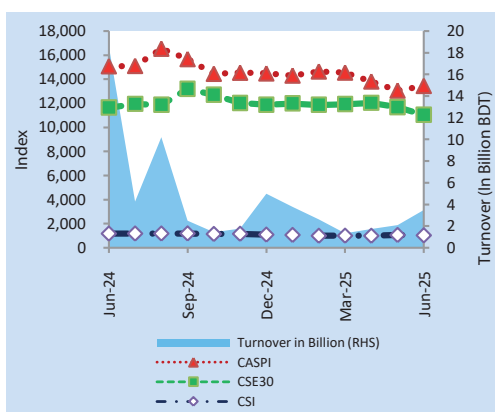 18,000
16,000
14,000
12,000
10,000
8,000
6,000
4,000
2,000
0
Index
20
18
16
14
12
10
8
6
4
2
0
Turnover (In Billion BDT)
Jun-24
Sep-24
Dec-24
Mar-25
Jun-25
Turnover in Billion (RHS)
CASPI
CSE30
CSI